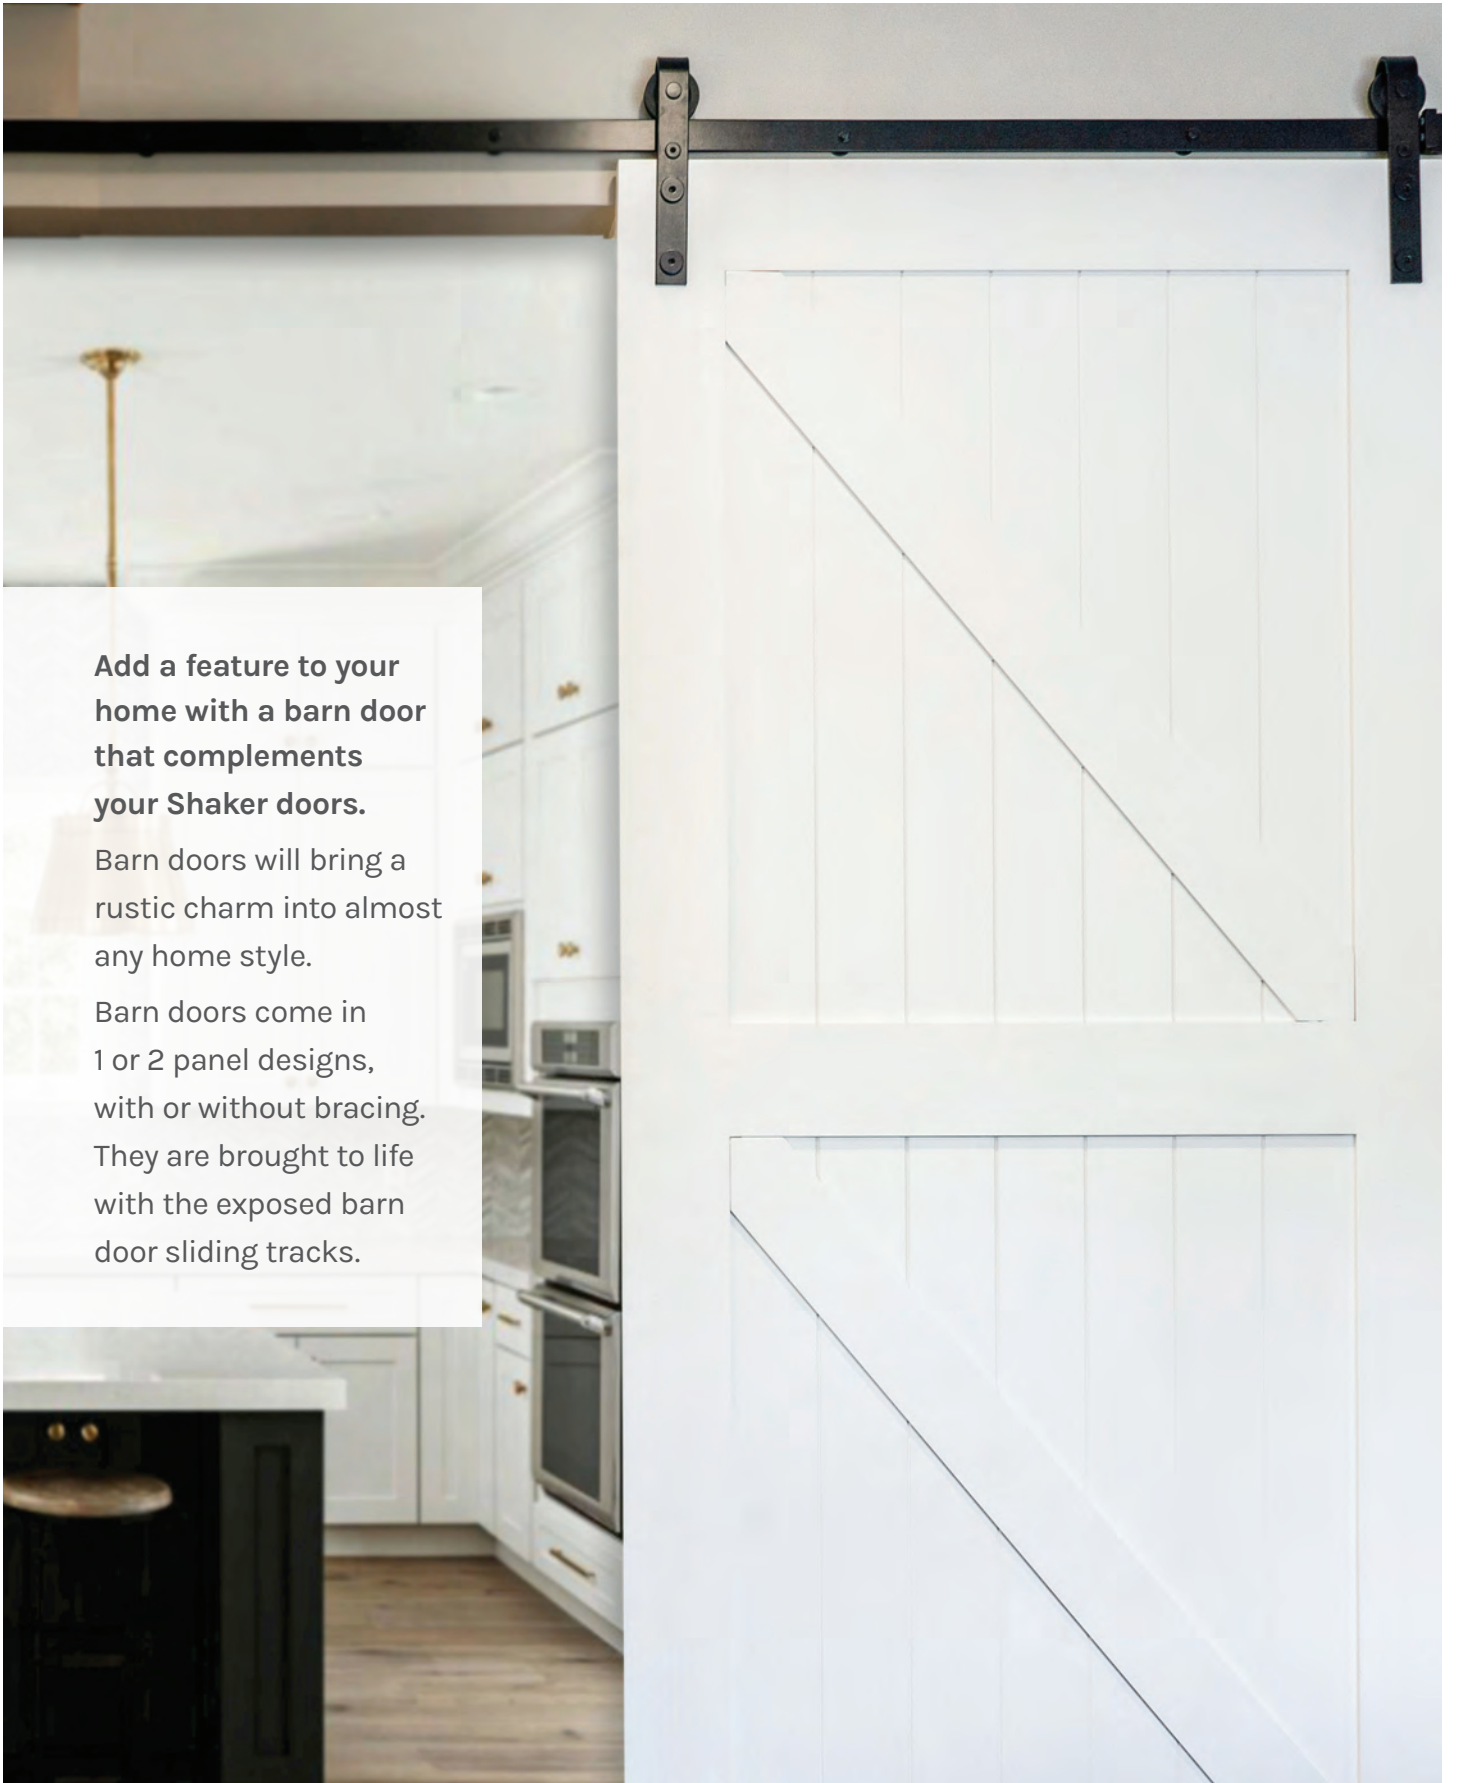 Add a feature to your
home with a barn door
that complements
your Shaker doors.
Barn doors will bring a
rustic charm into almost
any home style.
Barn doors come in
1 or 2 panel designs,
with or without bracing.
They are brought to life
with the exposed barn
door sliding tracks.